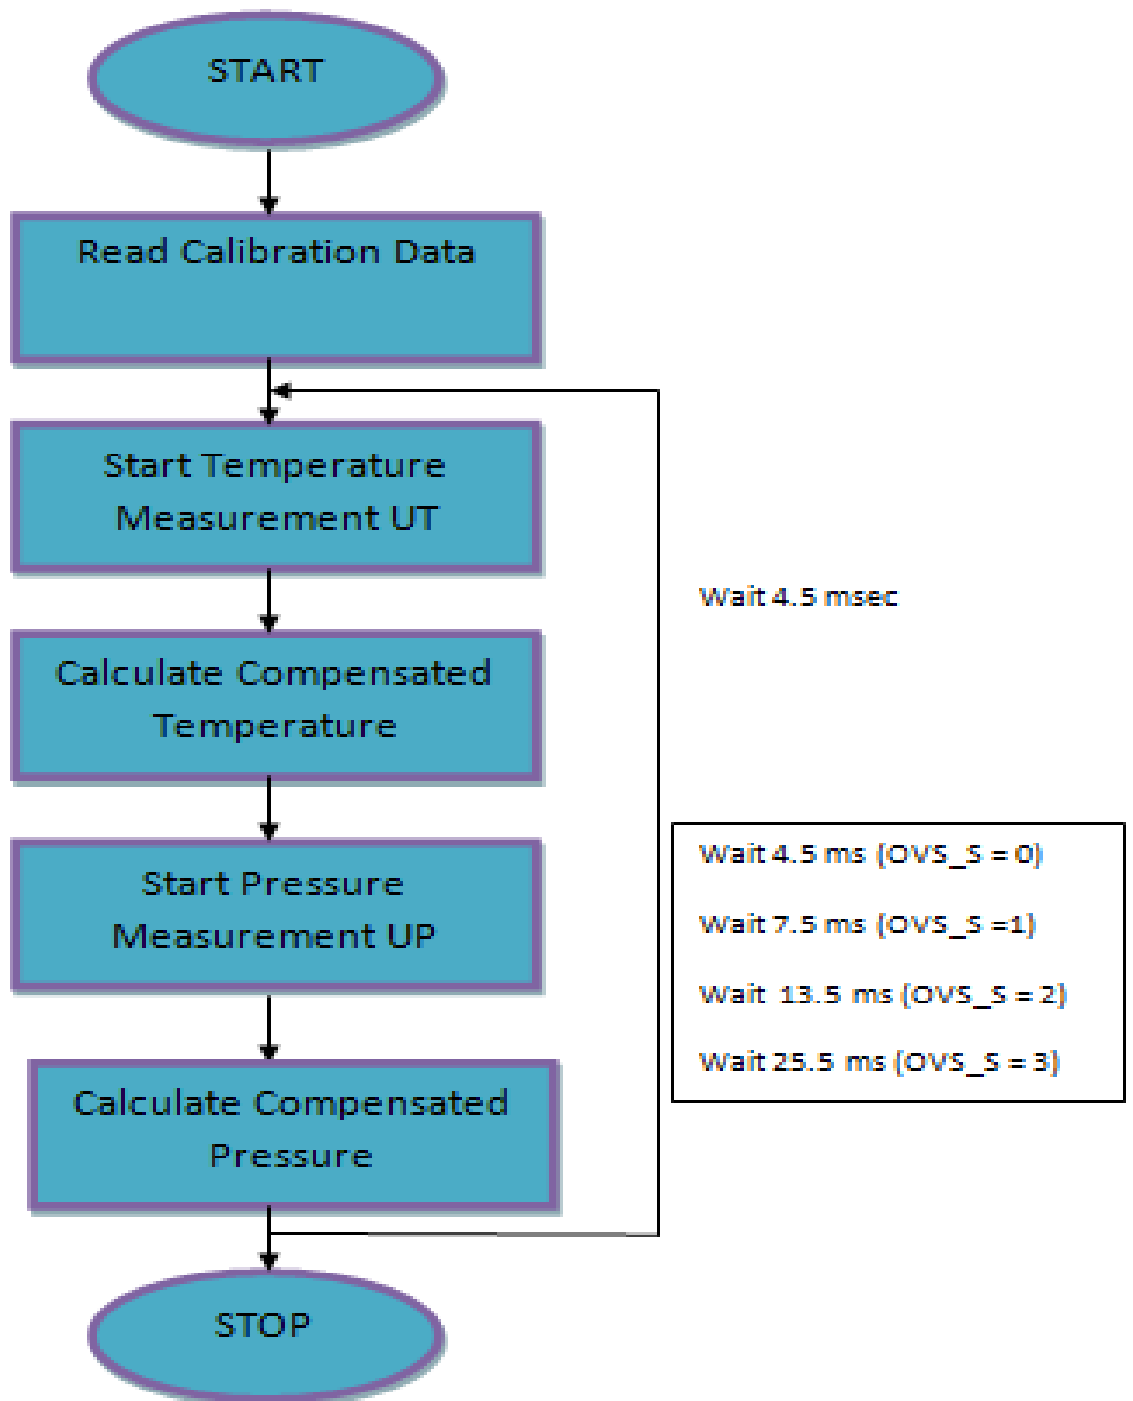 START
Read Calibration Data
Start Temperature
Measurement UT
Wait 4.5 msec
Calculate Compensated
Temperature
Start Pressure
Measurement UP
Wait 4.5 ms (OVS_S = 0)
Wait 7.5 ms (OVS_S =1)
Wait 13.5 ms (OVS_S = 2)
Wait 25.5 ms (OVS_S = 3)
Calculate Compensated
Pressure
STOP